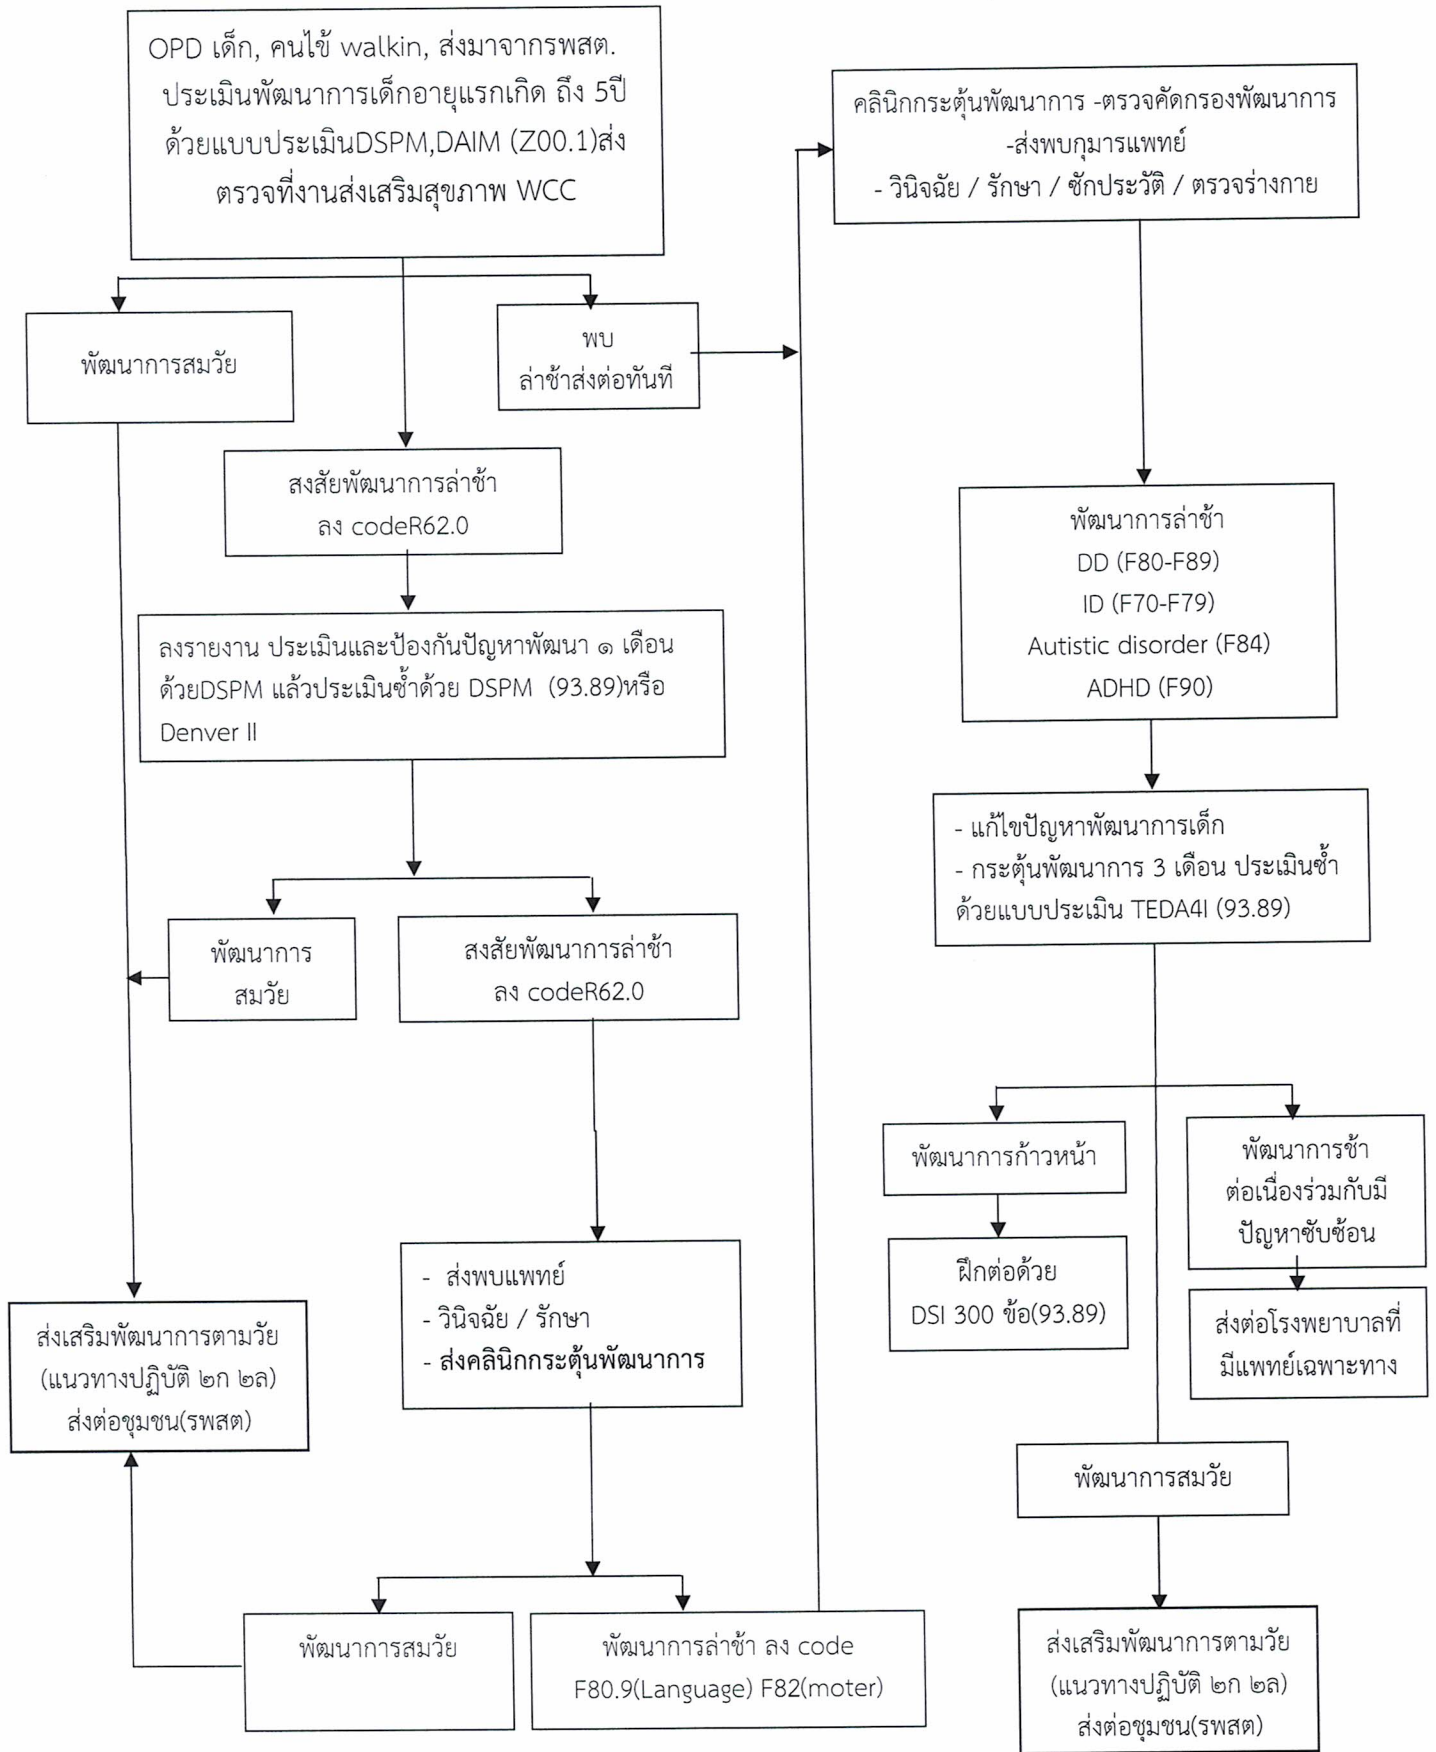 OPD เด็ก, คนไข้ walkin, ส่งมาจากรพสต.
ประเมินพัฒนาการเด็กอายุแรกเกิด ถึง 5ปี
ด้วยแบบประเมินDSPM,DAIM (Z00.1)ส่ง
ตรวจที่งานส่งเสริมสุขภาพ WCC
พัฒนาการสมวัย
พบ
ล่าช้าส่งต่อทันที
สงสัยพัฒนาการล่าช้า
ลง codeR62.0
ลงรายงาน ประเมินและป้องกันปัญหาพัฒนา ๑ เดือน
ด้วยDSPM แล้วประเมินซ้ำด้วย DSPM (93.89)หรือ
Denver II
พัฒนาการ
สมวัย
สงสัยพัฒนาการล่าช้า
ลง codeR62.0
- ส่งพบแพทย์
- วินิจฉัย / รักษา
- ส่งคลินิกกระตุ้นพัฒนาการ
ส่งเสริมพัฒนาการตามวัย
(แนวทางปฏิบัติ ๒ก ๒ล)
ส่งต่อชุมชน(รพสต)
พัฒนาการสมวัย
พัฒนาการล่าช้า ลง code
F80.9(Language) F82(moter)
คลินิกกระตุ้นพัฒนาการ -ตรวจคัดกรองพัฒนาการ
-ส่งพบกุมารแพทย์
- วินิจฉัย / รักษา / ซักประวัติ / ตรวจร่างกาย
พัฒนาการล่าช้า
DD (F80-F89)
ID (F70-F79)
Autistic disorder (F84)
ADHD (F90)
- แก้ไขปัญหาพัฒนาการเด็ก
- กระตุ้นพัฒนาการ 3 เดือน ประเมินซ้ำ
ด้วยแบบประเมิน TEDA4I (93.89)
พัฒนาการก้าวหน้า
ฝึกต่อด้วย
DSI 300 ข้อ(93.89)
พัฒนาการช้า
ต่อเนื่องร่วมกับมี
ปัญหาซับซ้อน
ส่งต่อโรงพยาบาลที่
มีแพทย์เฉพาะทาง
พัฒนาการสมวัย
ส่งเสริมพัฒนาการตามวัย
(แนวทางปฏิบัติ ๒ก ๒ล)
ส่งต่อชุมชน(รพสต)